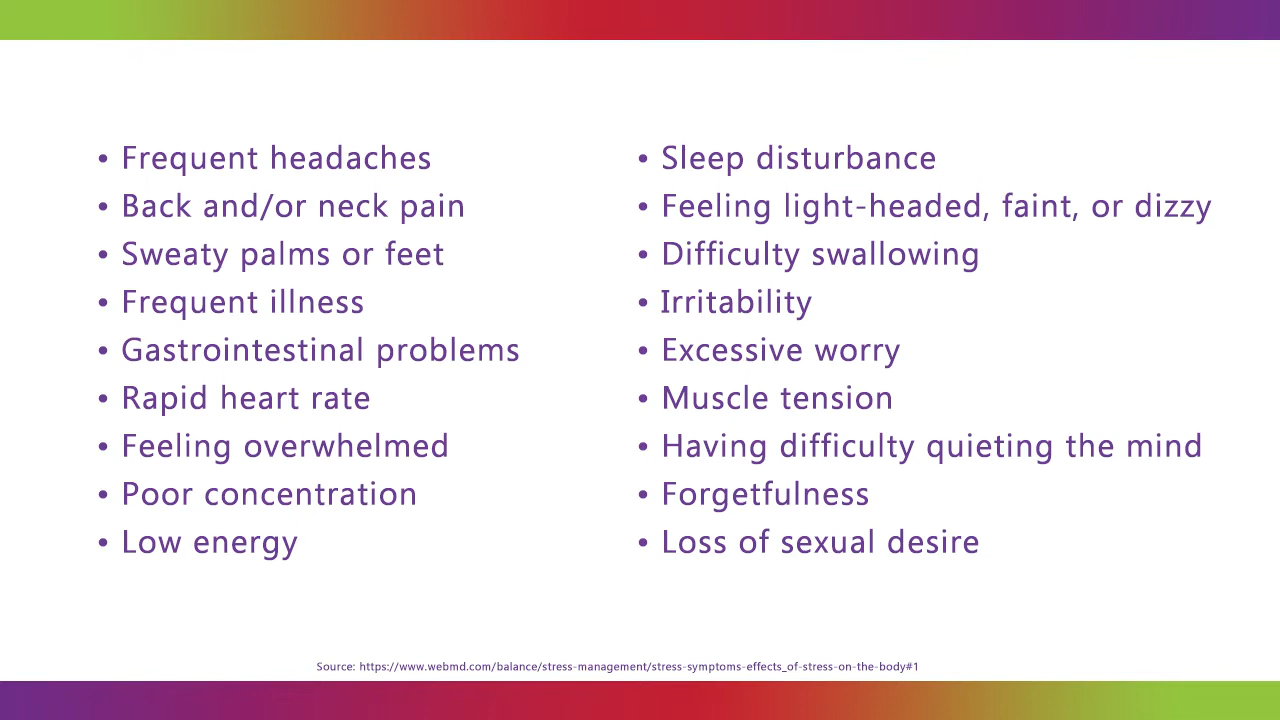 • Frequent headaches
• Back and/or neck pain
• Sweaty palms or feet
• Frequent illness
• Gastrointestinal problems
• Rapid heart rate
• Feeling overwhelmed
• Poor concentration
• Low energy
• Sleep disturbance
• Feeling light-headed, faint, or dizzy
• Difficulty swallowing
• Irritability
• Excessive worry
• Muscle tension
• Having difficulty quieting the mind
• Forgetfulness
• Loss of sexual desire
Source: https://www.webmd.com/balance/stress-management/stress-symptoms-effects_of-stress-on-the-body#1